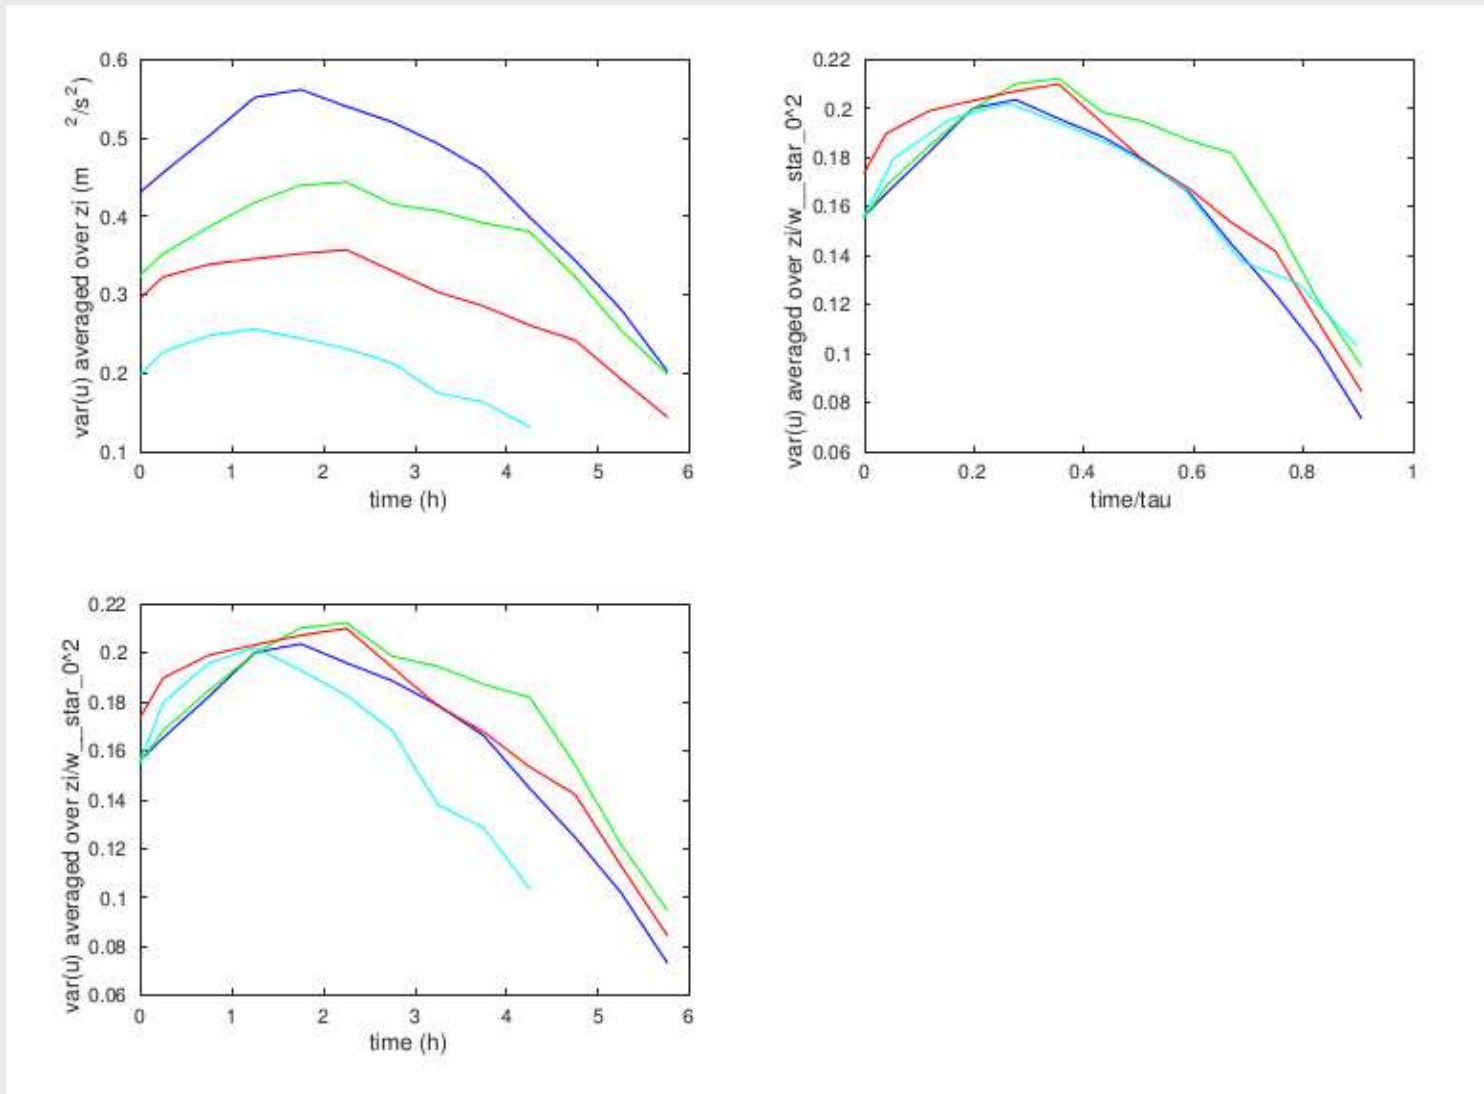 0.6
0.5
0.4
0.3
0.2
0.1
0 1 2 3 4 5 6
time (h)
var(u) averaged over zi (m
2/s2)
0.22
0.2
0.18
0.16
0.14
0.12
0.1
0.08
0.06
0 0.2 0.4 0.6 0.8 1
time/tau
var(u) averaged over zi/w__star_0^2
0.22
0.2
0.18
0.16
0.14
0.12
0.1
0.08
0.06
0 1 2 3 4 5 6
time (h)
var(u) averaged over zi/w__star_0^2